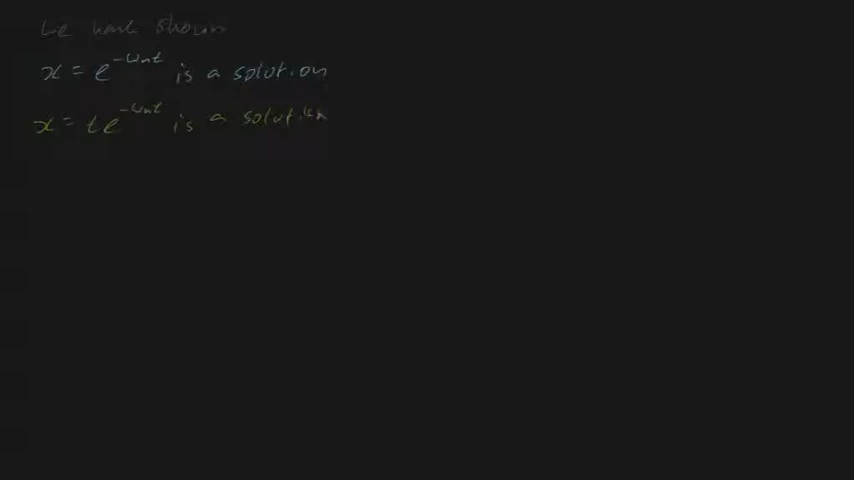 We have shown
x = e^{-ωnt} is a solution
x = te^{-ωnt} is a solution